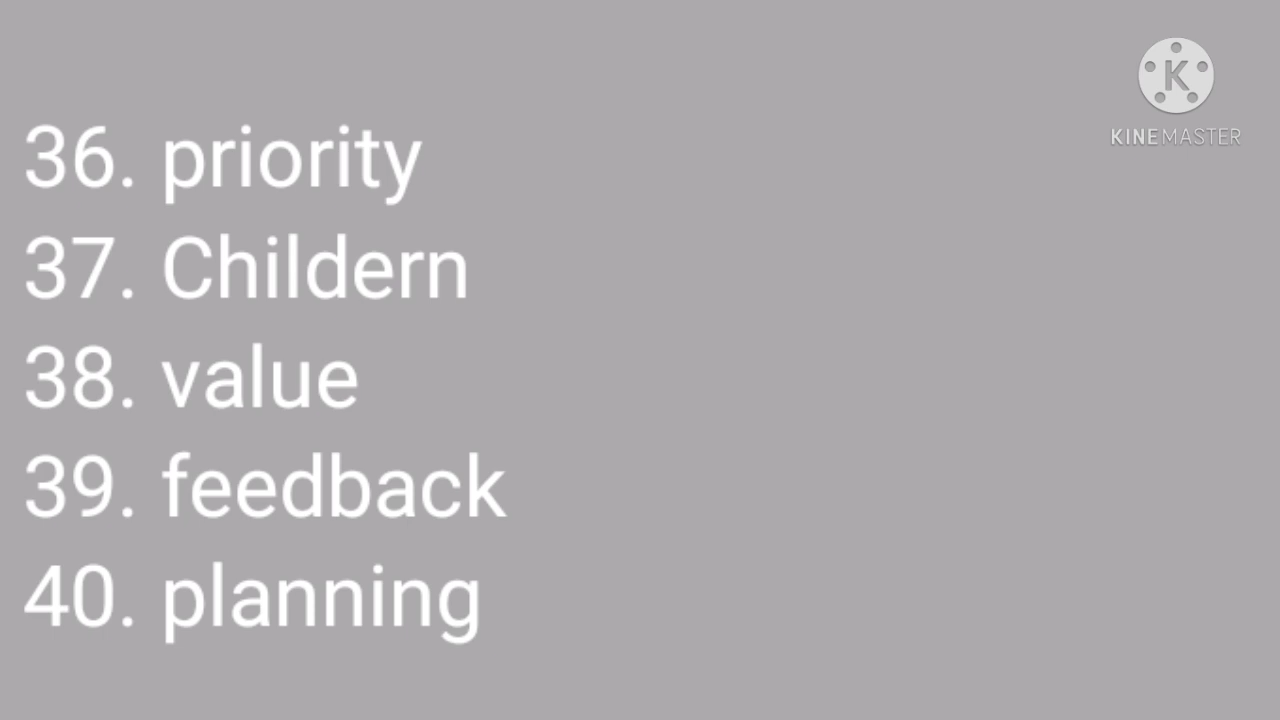 36. priority
37. Childern
38. value
39. feedback
40. planning
K
KINEMASTER